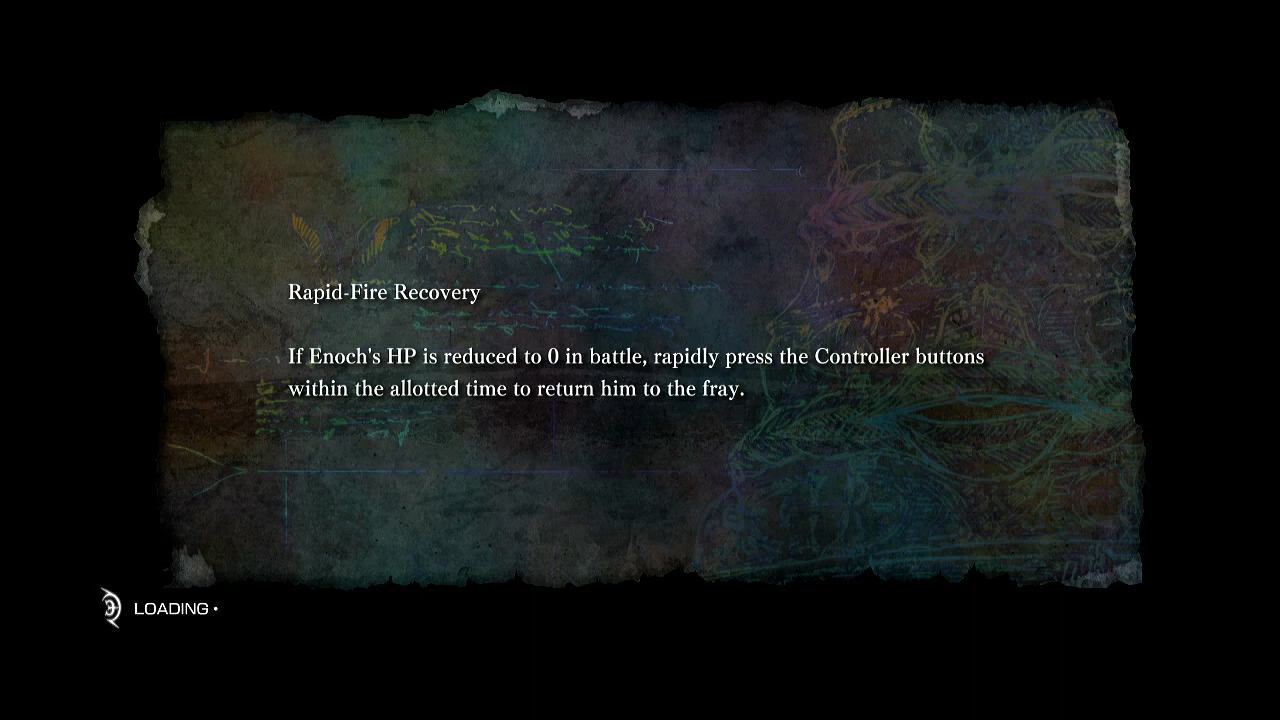 Rapid-Fire Recovery
If Enoch's HP is reduced to 0 in battle, rapidly press the Controller buttons
within the allotted time to return him to the fray.
LOADING •